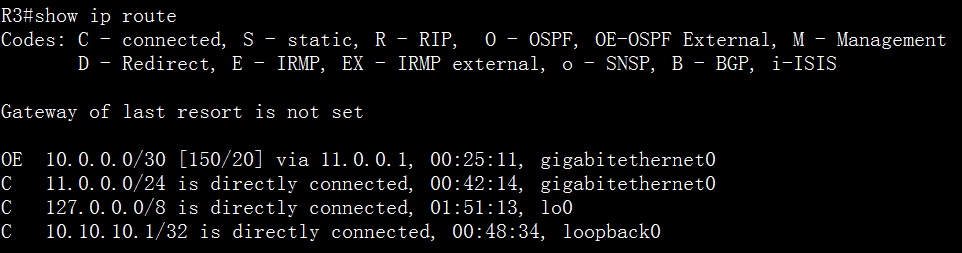 R3#show ip route
Codes: C - connected, S - static, R - RIP,  O - OSPF, OE-OSPF External, M - Management
       D - Redirect, E - IRMP, EX - IRMP external, o - SNSP, B - BGP, i-ISIS

Gateway of last resort is not set

OE  10.0.0.0/30 [150/20] via 11.0.0.1, 00:25:11, gigabitethernet0
C   11.0.0.0/24 is directly connected, 00:42:14, gigabitethernet0
C   127.0.0.0/8 is directly connected, 01:51:13, lo0
C   10.10.10.1/32 is directly connected, 00:48:34, loopback0